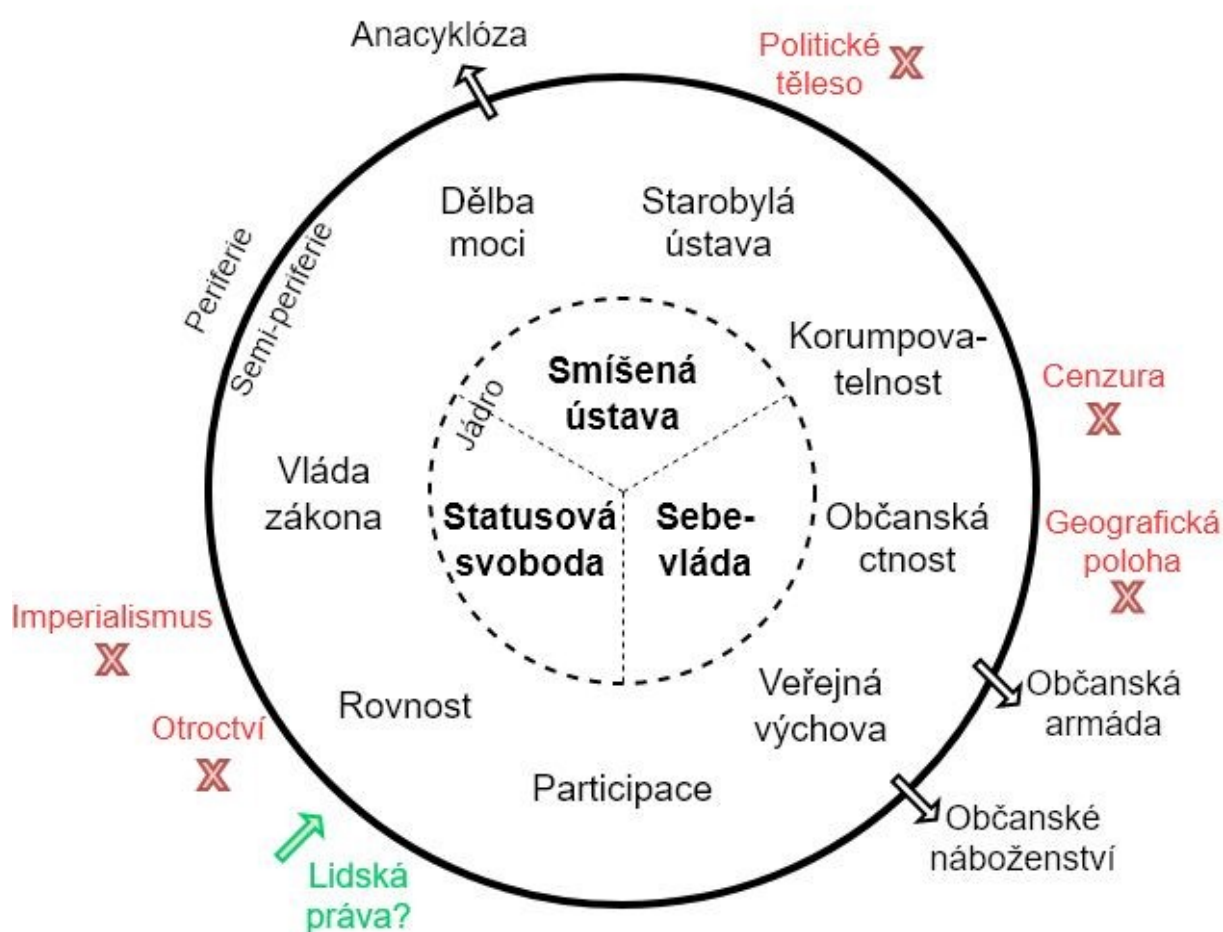 Anacyklóza
Politické
těleso
X
Dělba
moci
Starobylá
ústava
Periferie
Semi-periferie
Korumpova-
telnost
Smíšená
ústava
Jádro
Cenzura
X
Vláda
zákona
Statusová
svoboda
Sebe-
vláda
Občanská
ctnost
Geografická
poloha
X
Imperialismus
X
Rovnost
Veřejná
výchova
Občanská
armáda
Otroctví
X
Participace
Občanské
náboženství
Lidská
práva?